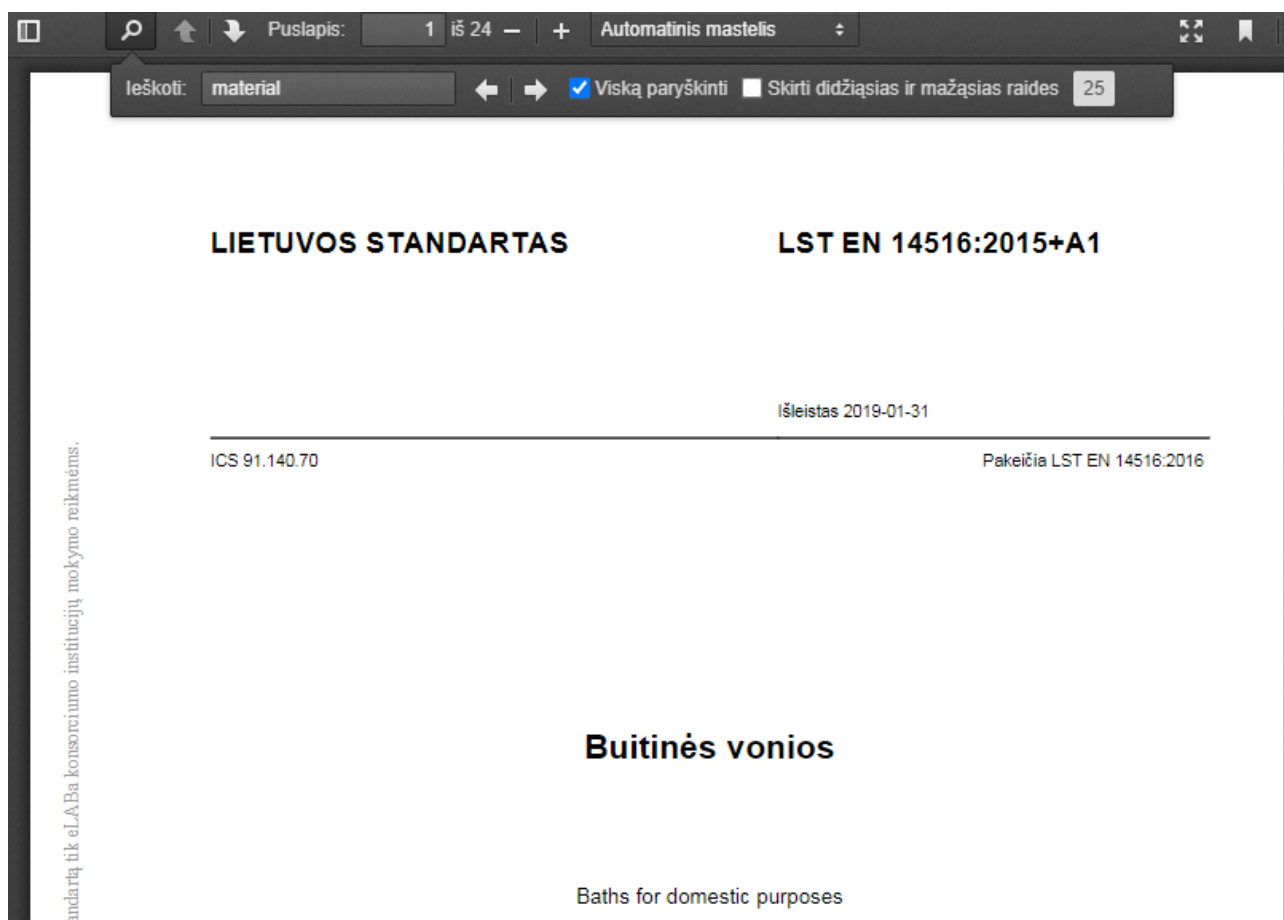 Puslapis: 1 iš 24 Automatinis mastelis
Ieškoti: material Viską paryškinti Skirti didžiąsias ir mažąsias raides 25
LIETUVOS STANDARTAS LST EN 14516:2015+A1
Išleistas 2019-01-31
ICS 91.140.70 Pakeičia LST EN 14516:2016
tik eLABa konsorciumo institucijų mokymo reikmėms.
Buitinės vonios
Baths for domestic purposes